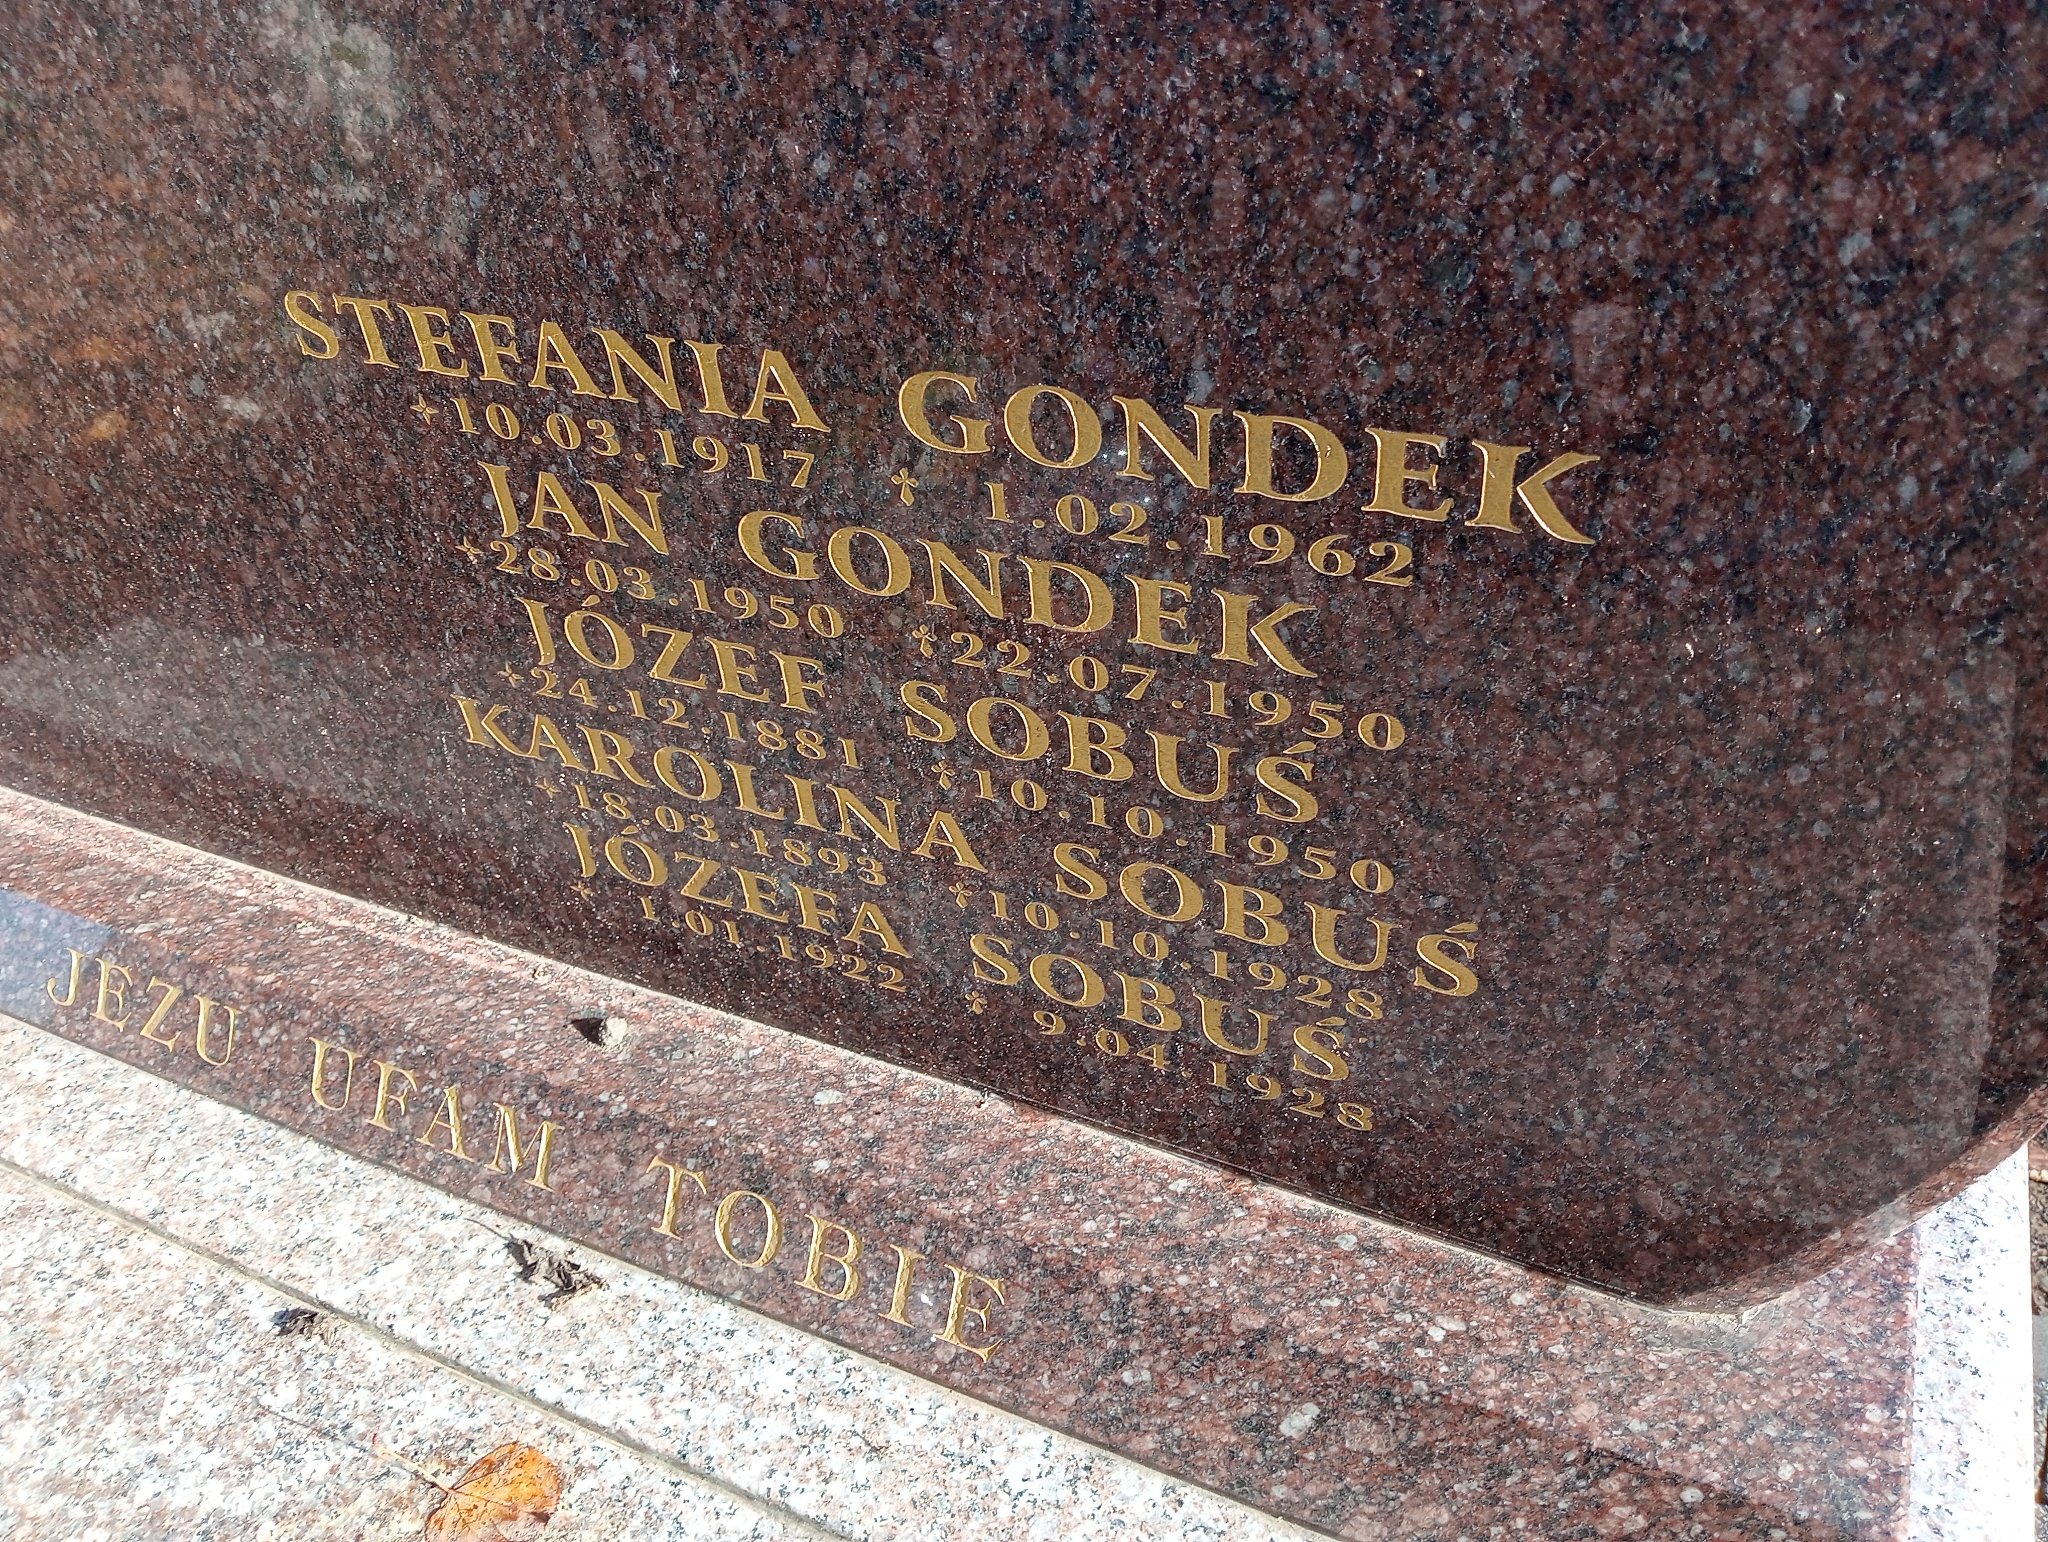 STEFANIA GONDEK
*10.03.1917 ✝ 1.02.1962
JAN GONDEK
*28.03.1950 ✝22.07.1950
JÓZEF SOBUŚ
*24.12.1881 ✝10.10.1950
KAROLINA SOBUŚ
*18.03.1893 ✝10.10.1928
JÓZEFA SOBUŚ
* 1.01.1922 ✝ 9.04.1928
JEZU UFAM TOBIE